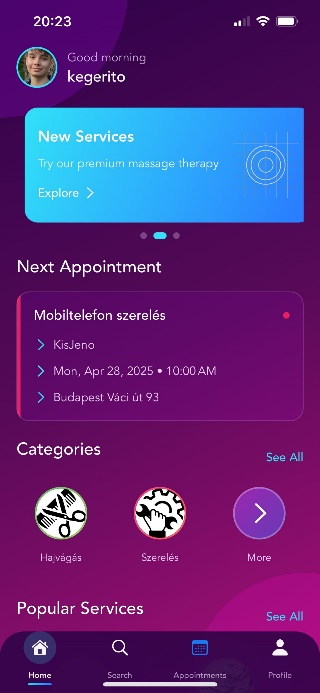 20:23
Good morning
kegerito
New Services
Try our premium massage therapy
Explore
Next Appointment
Mobiltelefon szerelés
KisJeno
Mon, Apr 28, 2025 • 10:00 AM
Budapest Váci út 93
Categories
See All
Hajvágás
Szerelés
More
Popular Services
See All
Home
Search
Appointments
Profile